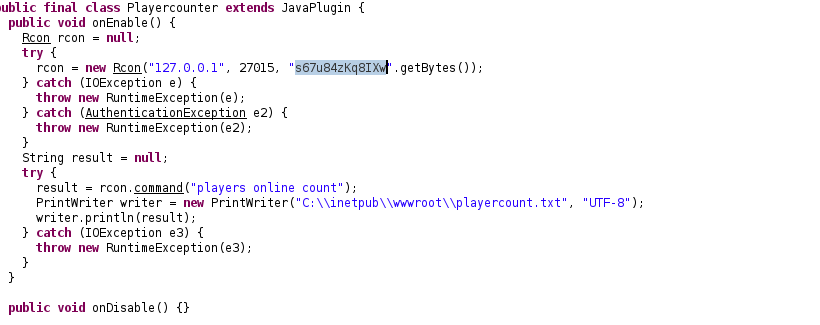 public final class Playercounter extends JavaPlugin {
public void onEnable() {
Rcon rcon = null;
try {
rcon = new Rcon("127.0.0.1", 27015, "s67u84zKq8IXw".getBytes());
} catch (IOException e) {
throw new RuntimeException(e);
} catch (AuthenticationException e2) {
throw new RuntimeException(e2);
}
String result = null;
try {
result = rcon.command("players online count");
PrintWriter writer = new PrintWriter("C:\\inetpub\\wwwroot\\playercount.txt", "UTF-8");
writer.println(result);
} catch (IOException e3) {
throw new RuntimeException(e3);
}
}
public void onDisable() {}